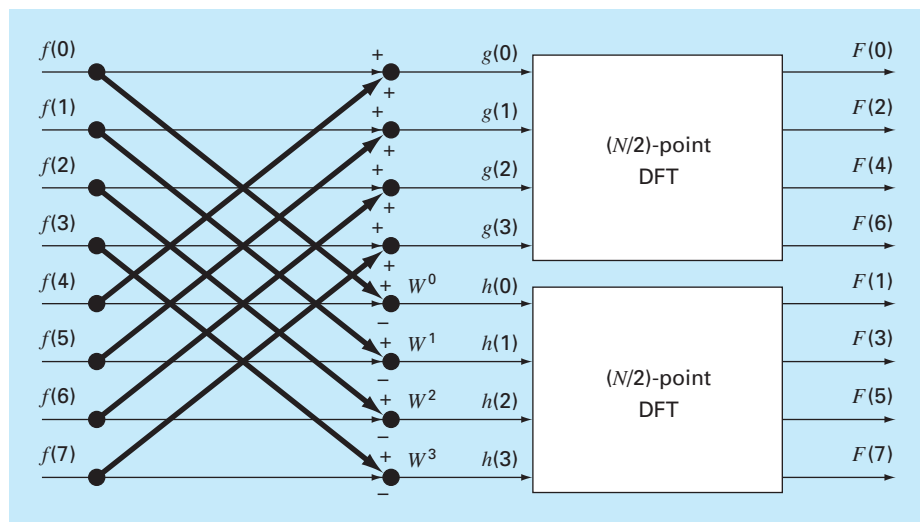 f(0) + g(0) F(0)
+
f(1) + g(1) F(2)
+
f(2) + g(2) F(4)
+
f(3) + g(3) F(6)
+
(N/2)-point
DFT
f(4) + W⁰ h(0) F(1)
−
f(5) + W¹ h(1) F(3)
−
f(6) + W² h(2) F(5)
−
f(7) + W³ h(3) F(7)
−
(N/2)-point
DFT